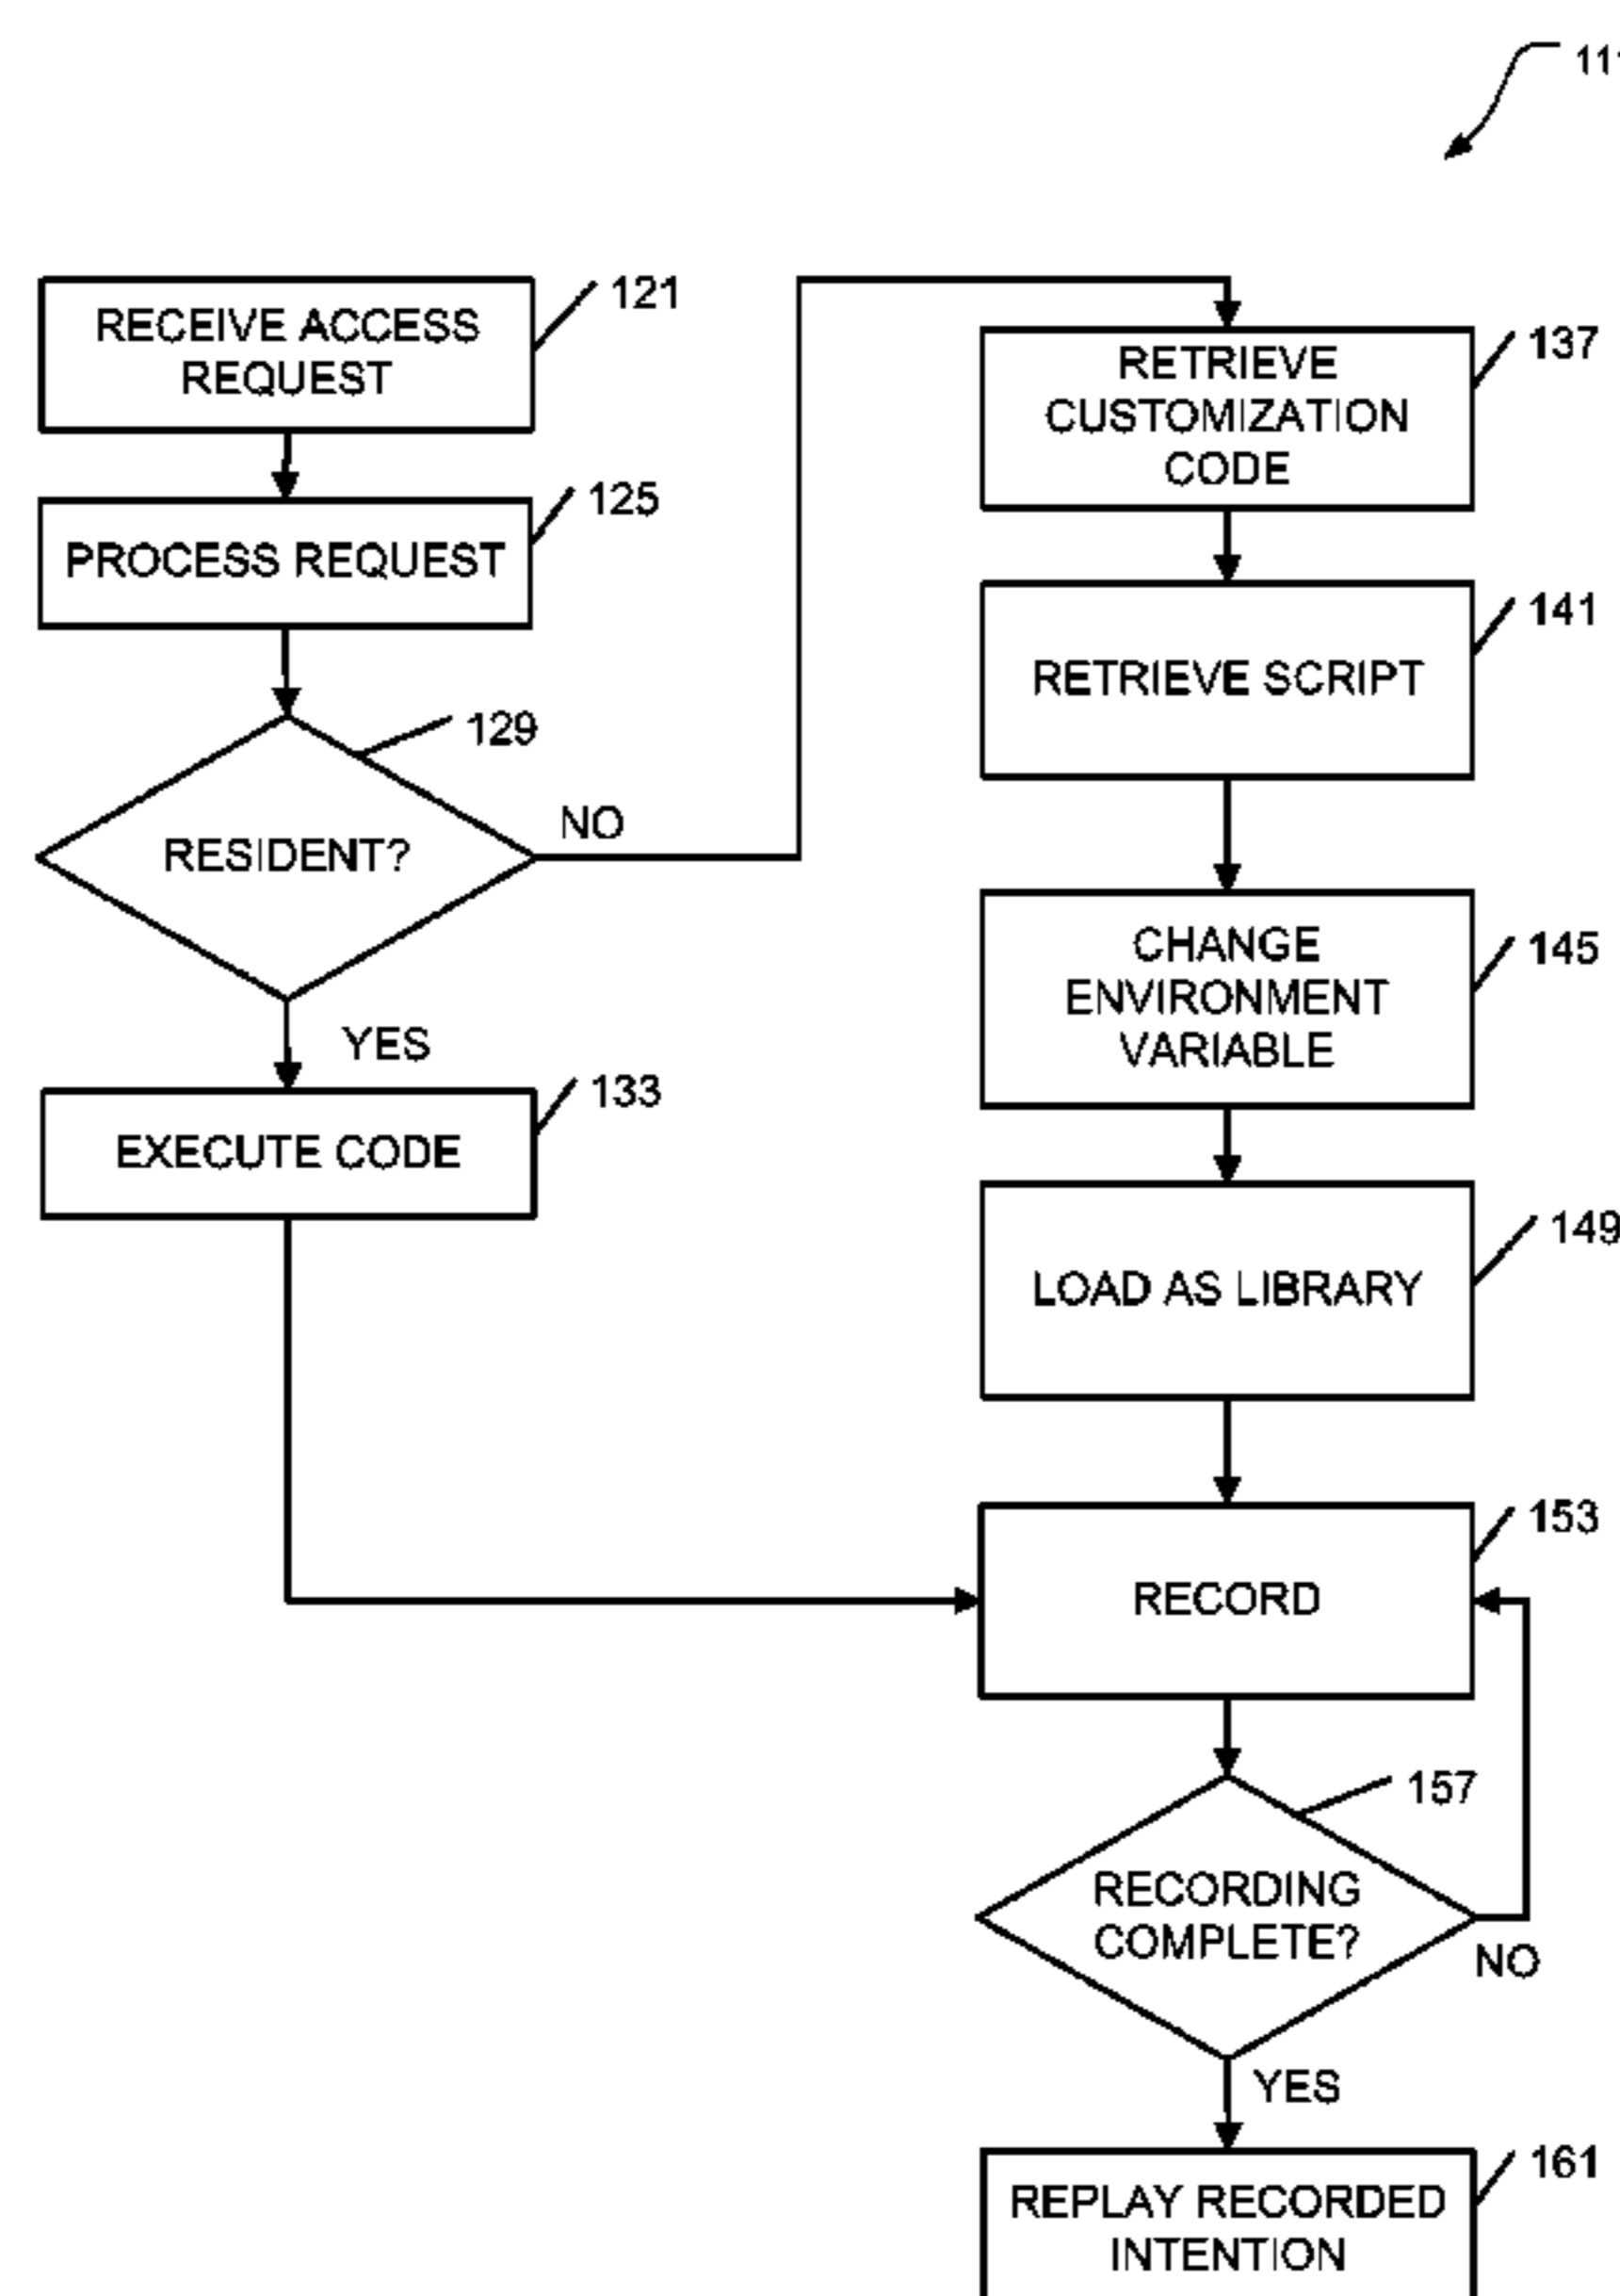 111
RECEIVE ACCESS
REQUEST
121
PROCESS REQUEST
125
RESIDENT?
129
NO
YES
EXECUTE CODE
133
RETRIEVE
CUSTOMIZATION
CODE
137
RETRIEVE SCRIPT
141
CHANGE
ENVIRONMENT
VARIABLE
145
LOAD AS LIBRARY
149
RECORD
153
RECORDING
COMPLETE?
157
NO
YES
REPLAY RECORDED
INTENTION
161